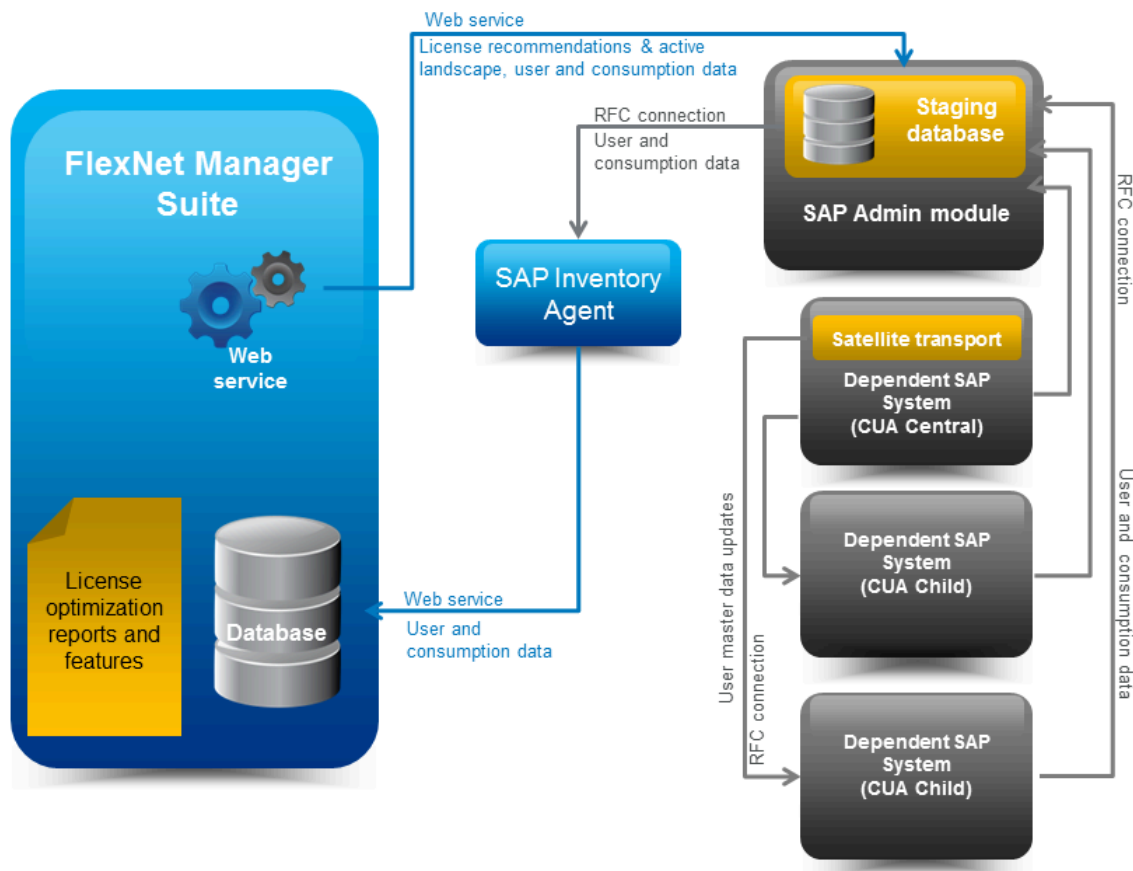 Web service
License recommendations & active
landscape, user and consumption data
FlexNet Manager
Suite
Web
service
License
optimization
reports and
features
Database
RFC connection
User and
consumption data
SAP Inventory
Agent
Web service
User and
consumption data
Staging
database
SAP Admin module
Satellite transport
Dependent SAP
System
(CUA Central)
Dependent SAP
System
(CUA Child)
Dependent SAP
System
(CUA Child)
User master data updates
RFC connection
RFC connection
User and consumption data